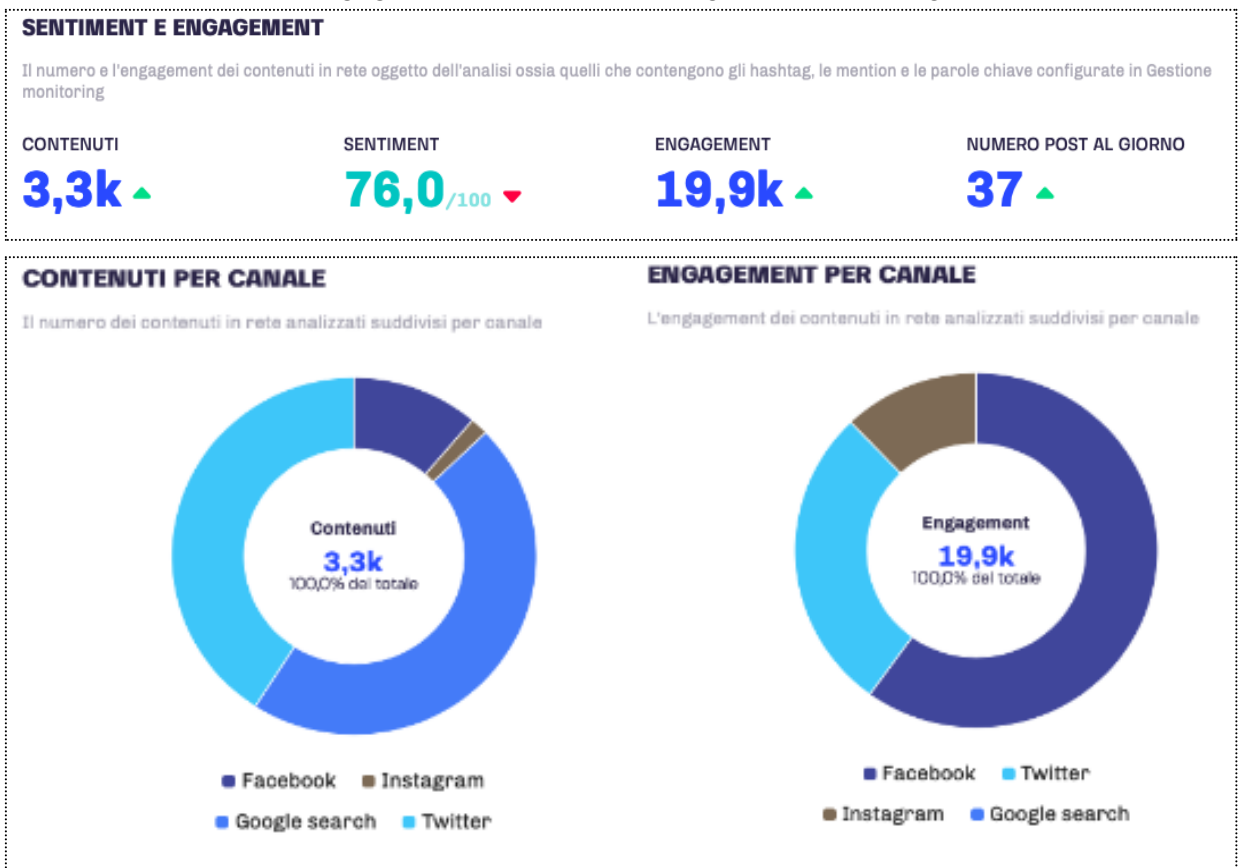 SENTIMENT E ENGAGEMENT
Il numero e l'engagement dei contenuti in rete oggetto dell'analisi ossia quelli che contengono gli hashtag, le mention e le parole chiave configurate in Gestione
monitoring
CONTENUTI
3,3k
SENTIMENT
76,0/100
ENGAGEMENT
19,9k
NUMERO POST AL GIORNO
37
CONTENUTI PER CANALE
Il numero dei contenuti in rete analizzati suddivisi per canale
Contenuti
3,3k
100,0% del totale
Facebook Instagram
Google search Twitter
ENGAGEMENT PER CANALE
L'engagement dei contenuti in rete analizzati suddivisi per canale
Engagement
19,9k
100,0% del totale
Facebook Twitter
Instagram Google search